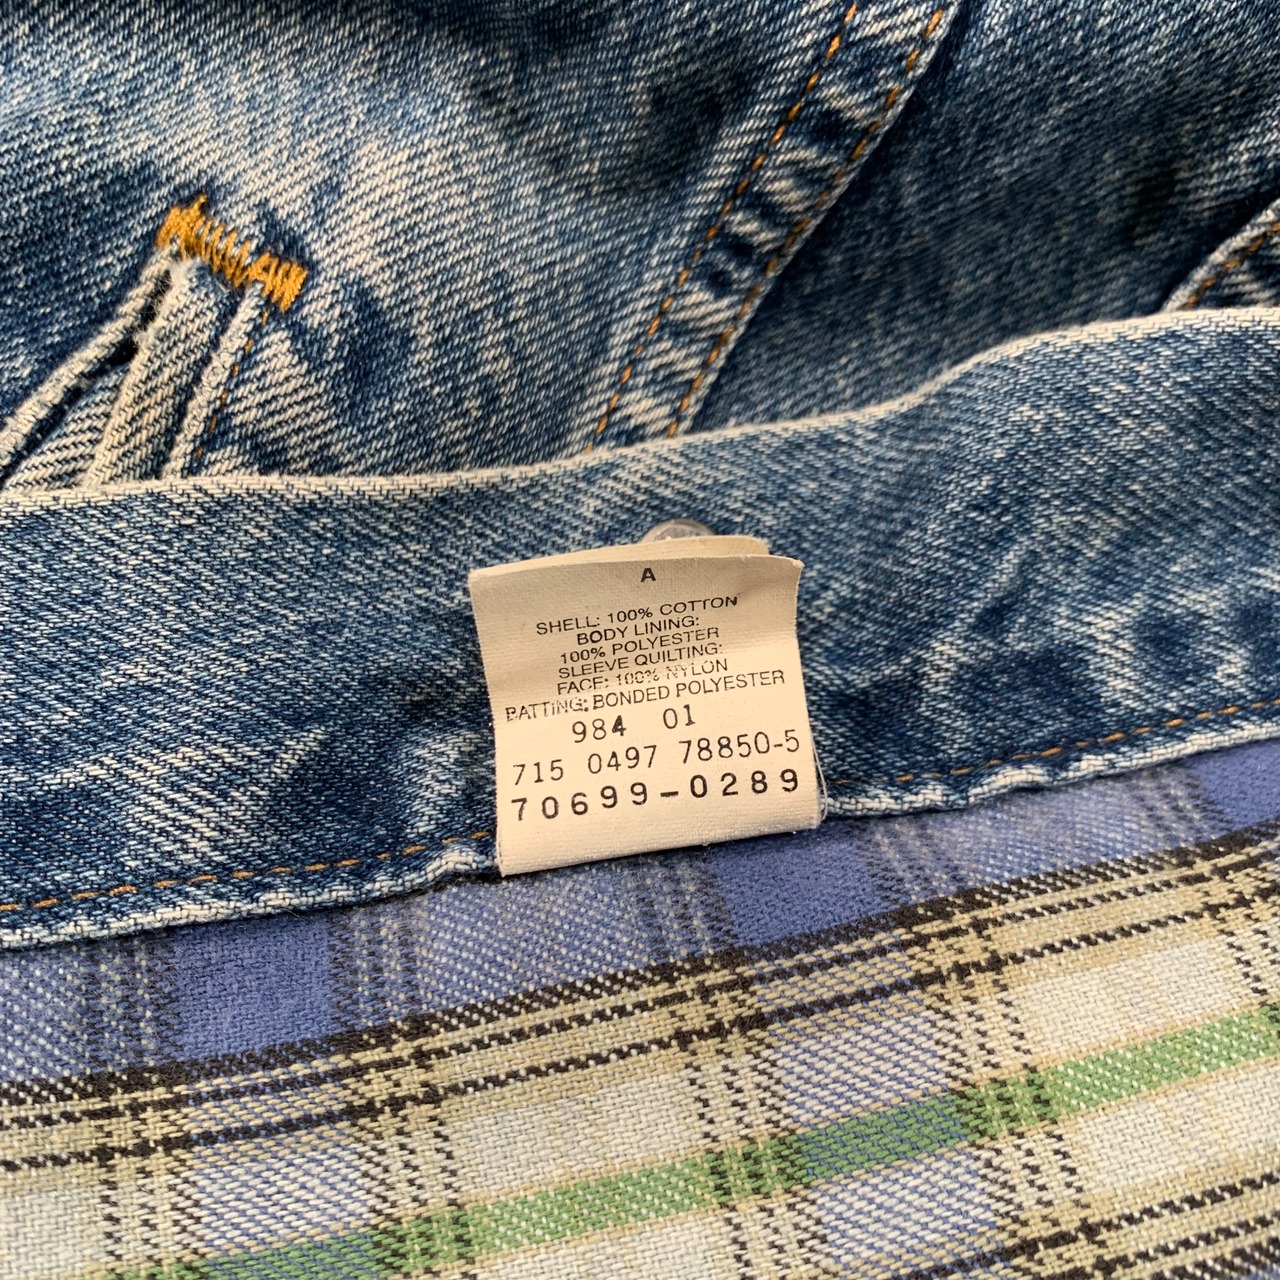 A
SHELL: 100% COTTON
BODY LINING:
100% POLYESTER
SLEEVE QUILTING:
FACE: 100% NYLON
BATTING: BONDED POLYESTER
984 01
715 0497 78850-5
70699-0289